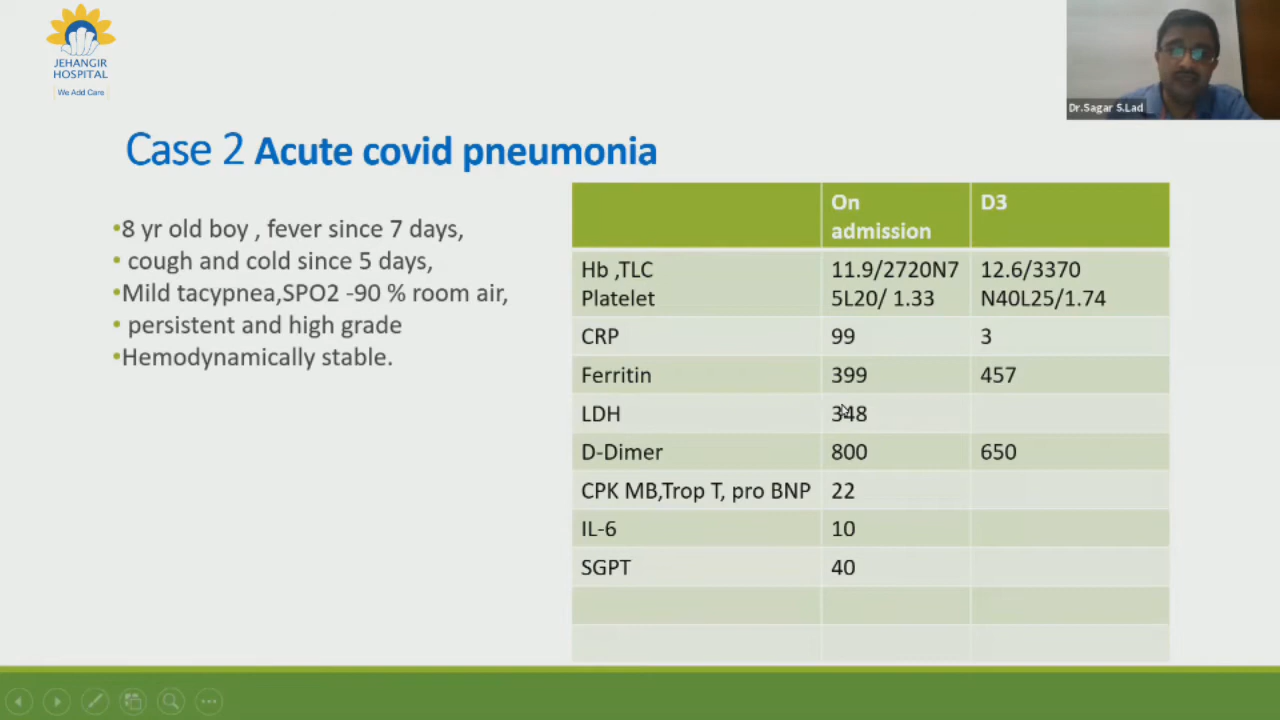 JEHANGIR
HOSPITAL
We Add Care
Dr.Sagar S.Lad
Case 2 Acute covid pneumonia
•8 yr old boy , fever since 7 days,
• cough and cold since 5 days,
•Mild tacypnea,SPO2 -90 % room air,
• persistent and high grade
•Hemodynamically stable.
On admission D3
Hb ,TLC 11.9/2720N7 12.6/3370
Platelet 5L20/ 1.33 N40L25/1.74
CRP 99 3
Ferritin 399 457
LDH 348
D-Dimer 800 650
CPK MB,Trop T, pro BNP 22
IL-6 10
SGPT 40